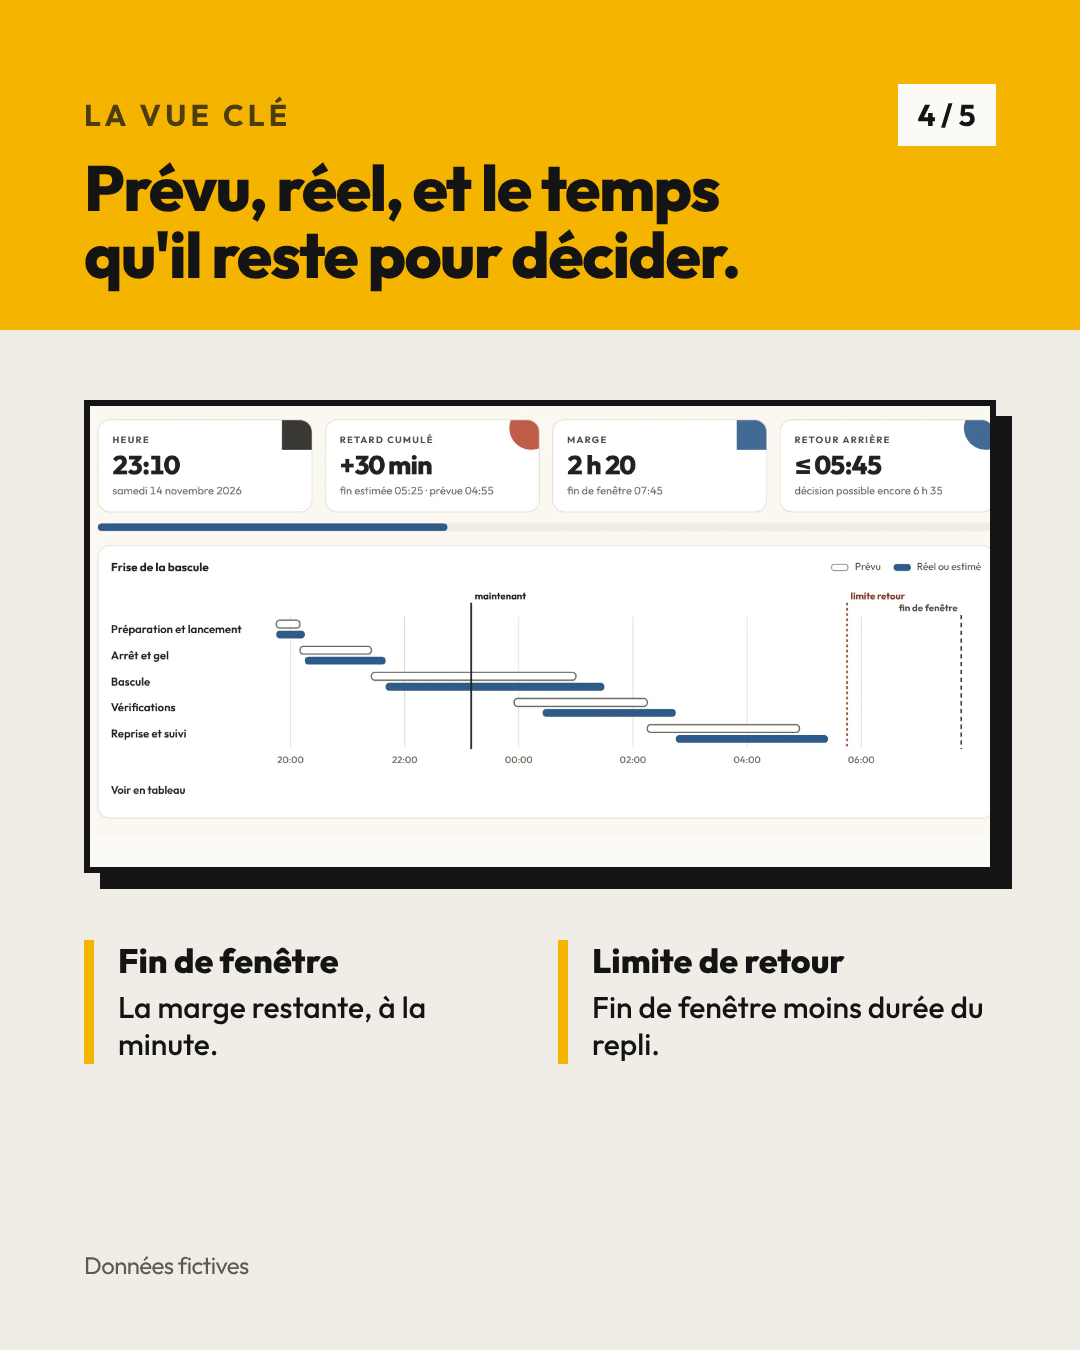 LA VUE CLÉ
4 / 5
Prévu, réel, et le temps
qu'il reste pour décider.
HEURE
23:10
samedi 14 novembre 2026
RETARD CUMULÉ
+30 min
fin estimée 05:25 · prévue 04:55
MARGE
2 h 20
fin de fenêtre 07:45
RETOUR ARRIÈRE
≤ 05:45
décision possible encore 6 h 35
Frise de la bascule
Prévu
Réel ou estimé
maintenant
limite retour
fin de fenêtre
Préparation et lancement
Arrêt et gel
Bascule
Vérifications
Reprise et suivi
20:00 22:00 00:00 02:00 04:00 06:00
Voir en tableau
Fin de fenêtre
La marge restante, à la
minute.
Limite de retour
Fin de fenêtre moins durée du
repli.
Données fictives